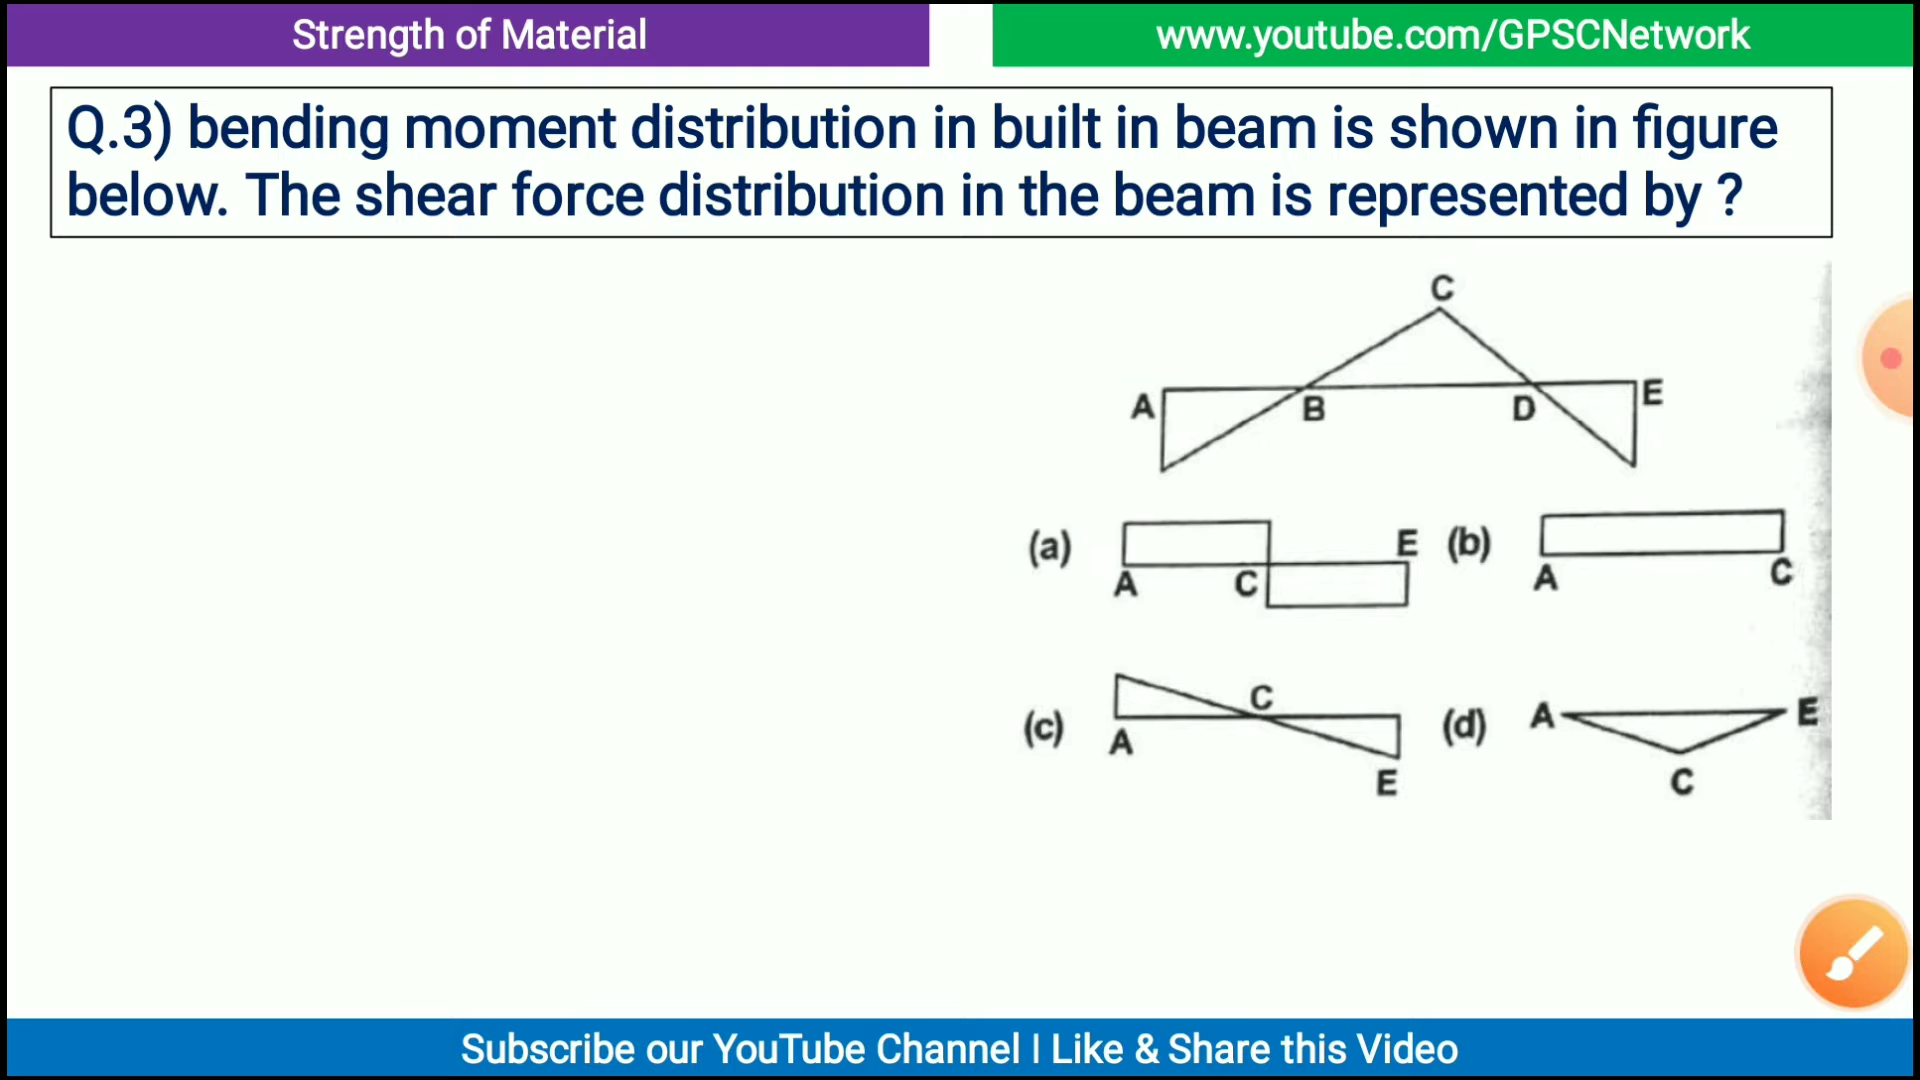 Strength of Material
www.youtube.com/GPSCNetwork
Q.3) bending moment distribution in built in beam is shown in figure
below. The shear force distribution in the beam is represented by ?
C
A
B
D
E
(a)
A
C
E
(b)
A
C
(c)
A
C
E
(d)
A
E
C
Subscribe our YouTube Channel l Like & Share this Video